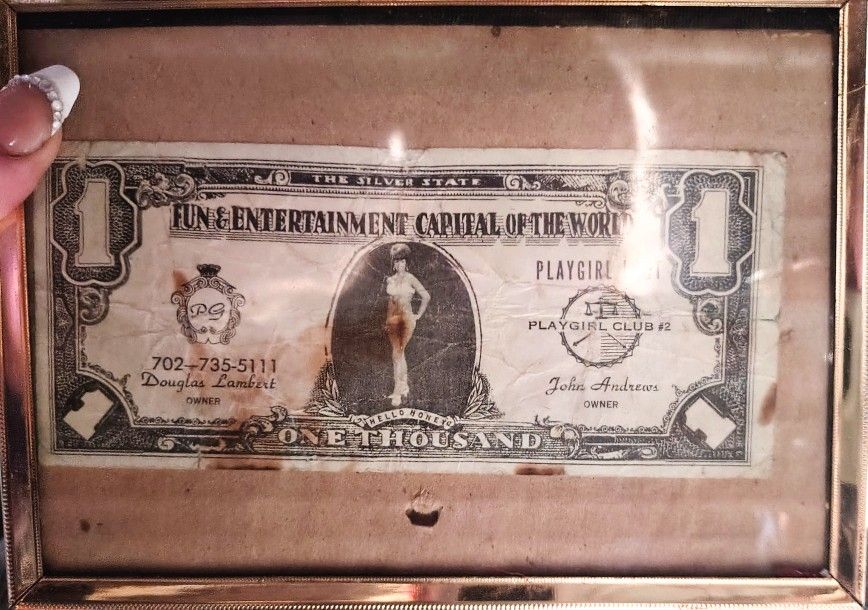 THE SILVER STATE
1 1
FUN & ENTERTAINMENT CAPITAL OF THE WORLD
PLAYGIRL
PG
PLAYGIRL CLUB #2
702-735-5111
Douglas Lambert
OWNER
John Andrews
OWNER
HELLO HONEY
ONE THOUSAND